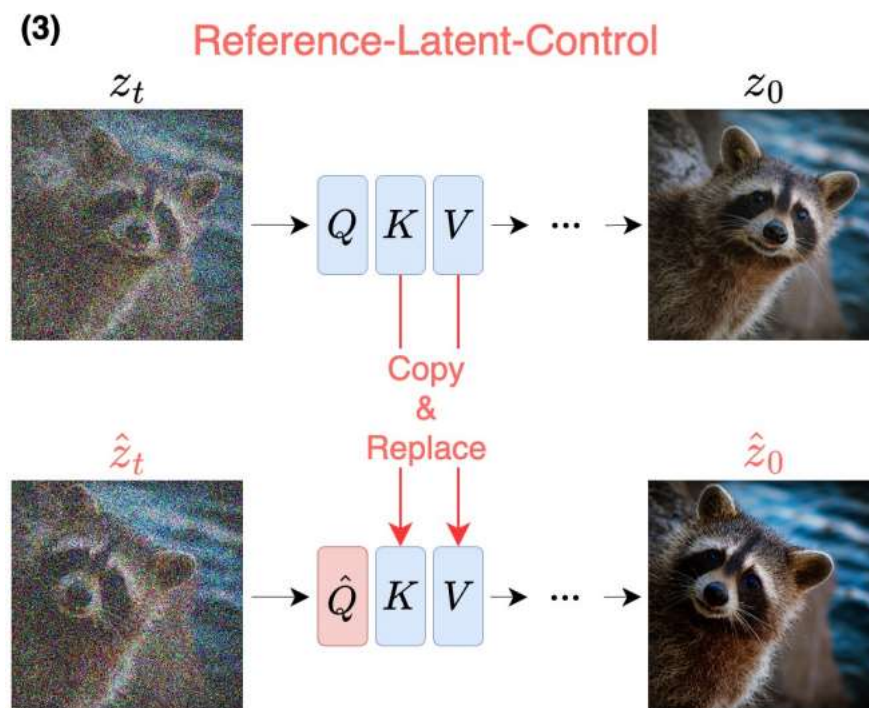 (3)
Reference-Latent-Control
z_t z_0
Q K V ...
Copy
&
Replace
ẑ_t ẑ_0
Q̂ K V ...